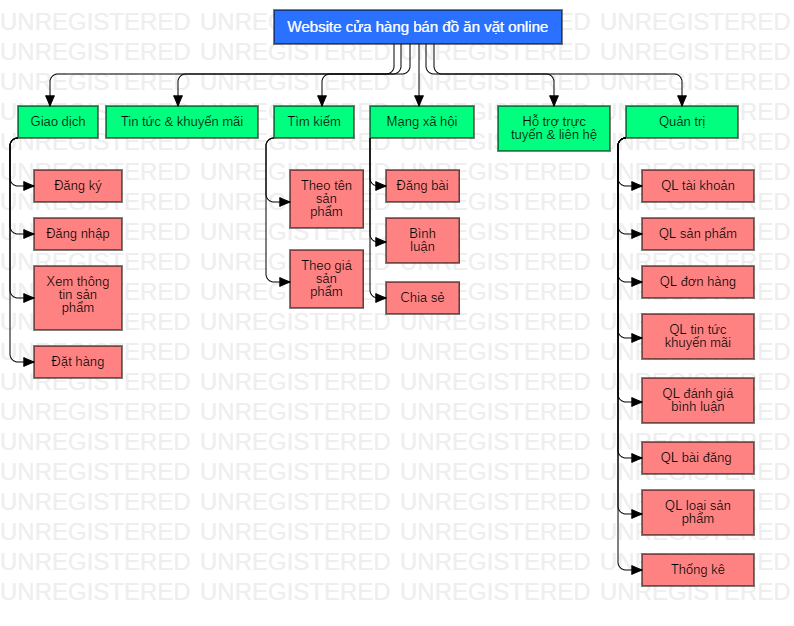 Website cửa hàng bán đồ ăn vặt online
Giao dịch
Tin tức & khuyến mãi
Tìm kiếm
Mạng xã hội
Hỗ trợ trực
tuyến & liên hệ
Quản trị
Đăng ký
Đăng nhập
Xem thông
tin sản
phẩm
Đặt hàng
Theo tên
sản
phẩm
Theo giá
sản
phẩm
Đăng bài
Bình
luận
Chia sẻ
QL tài khoản
QL sản phẩm
QL đơn hàng
QL tin tức
khuyến mãi
QL đánh giá
bình luận
QL bài đăng
QL loại sản
phẩm
Thống kê
UNREGISTERED UNREGISTERED UNREGISTERED UNREGISTERED